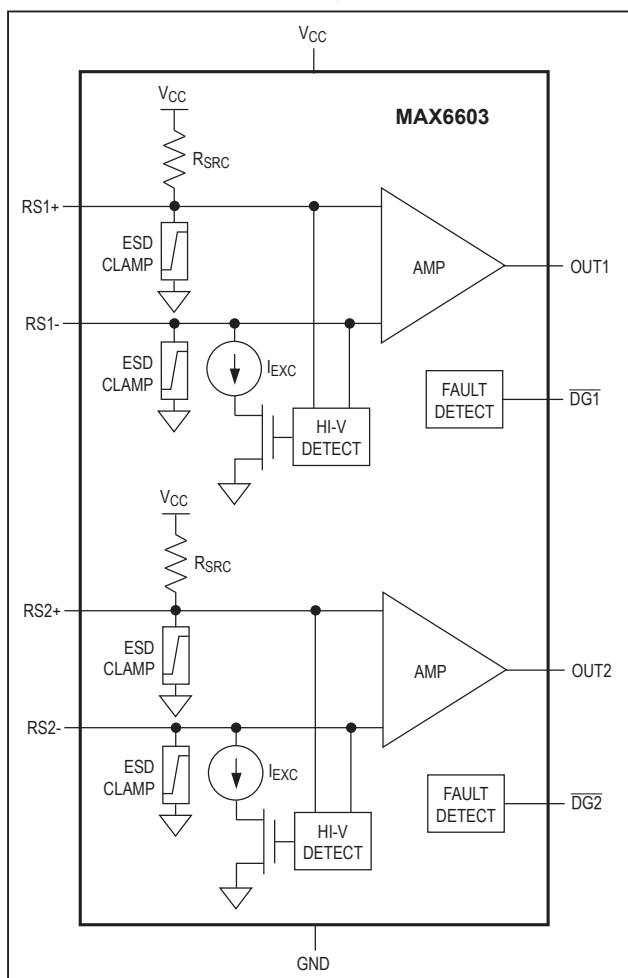 VCC
VCC
MAX6603
RSRC
RS1+
ESD
CLAMP
AMP
OUT1
RS1-
ESD
CLAMP
IEXC
FAULT
DETECT
DG1
HI-V
DETECT
VCC
RSRC
RS2+
ESD
CLAMP
AMP
OUT2
RS2-
ESD
CLAMP
IEXC
FAULT
DETECT
DG2
HI-V
DETECT
GND